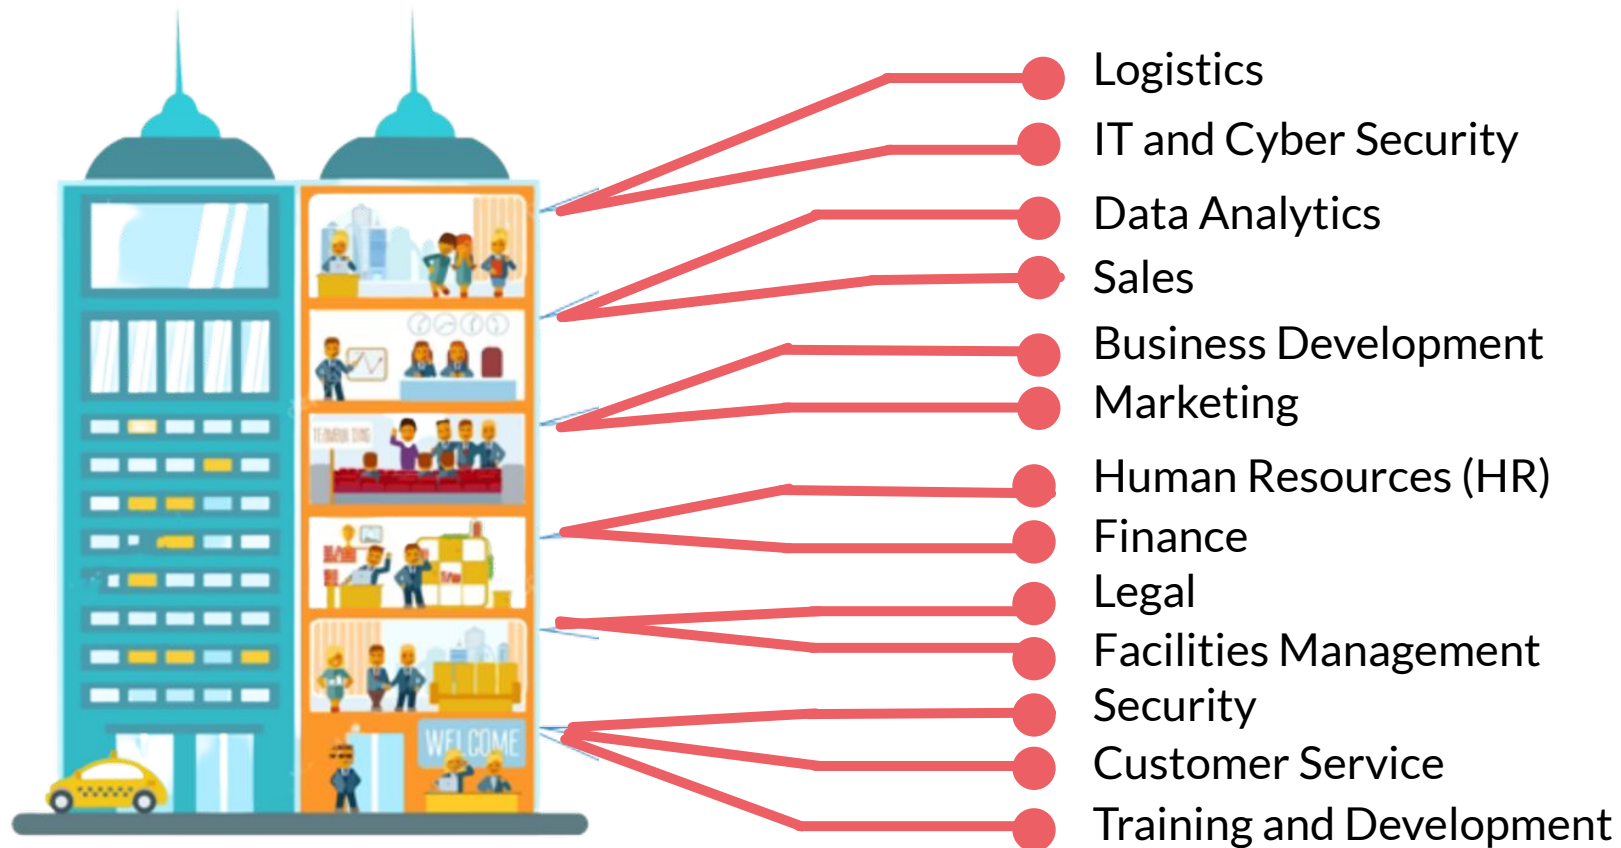 Logistics
IT and Cyber Security
Data Analytics
Sales
Business Development
Marketing
TEAMBUILDING
Human Resources (HR)
Finance
Legal
Facilities Management
Security
WELCOME
Customer Service
Training and Development